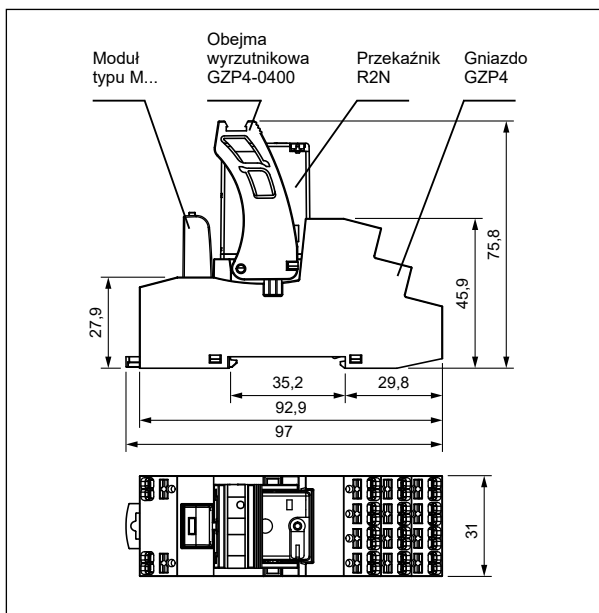 Moduł
typu M...
Obejma
wyrzutnikowa
GZP4-0400
Przekaźnik
R2N
Gniazdo
GZP4
75,8
45,9
27,9
35,2
29,8
92,9
97
31